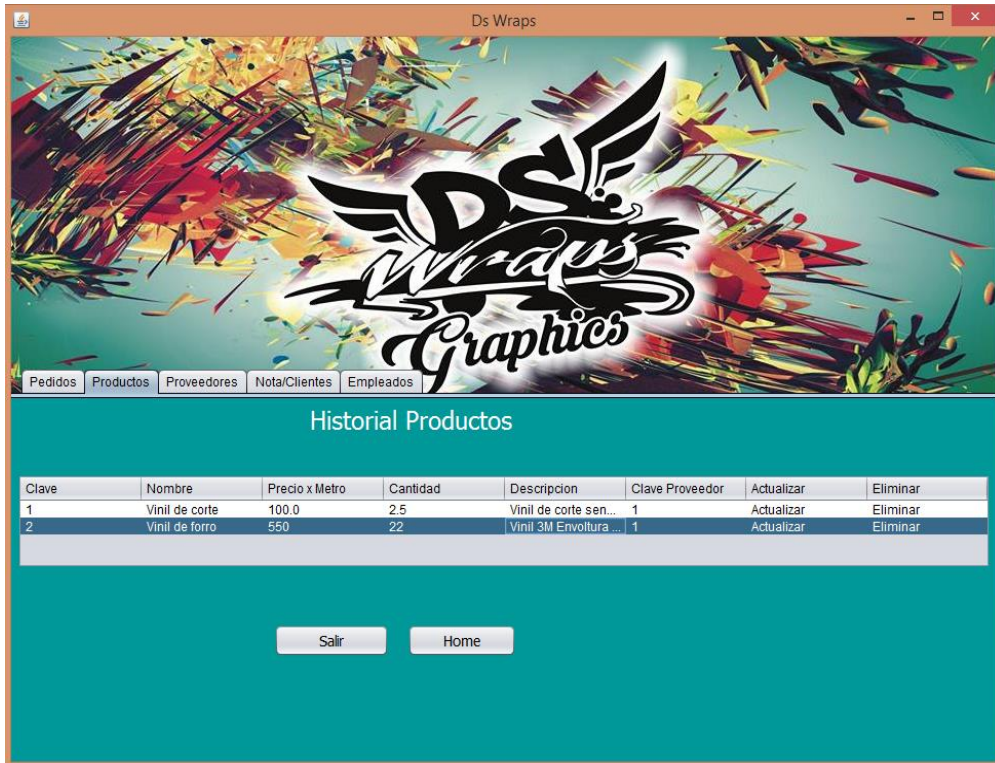 Ds Wraps
DS
Wraps
Graphics
Pedidos Productos Proveedores Nota/Clientes Empleados
Historial Productos
Clave Nombre Precio x Metro Cantidad Descripcion Clave Proveedor Actualizar Eliminar
1 Vinil de corte 100.0 2.5 Vinil de corte sen... 1 Actualizar Eliminar
2 Vinil de forro 550 22 Vinil 3M Envoltura ... 1 Actualizar Eliminar
Salir Home